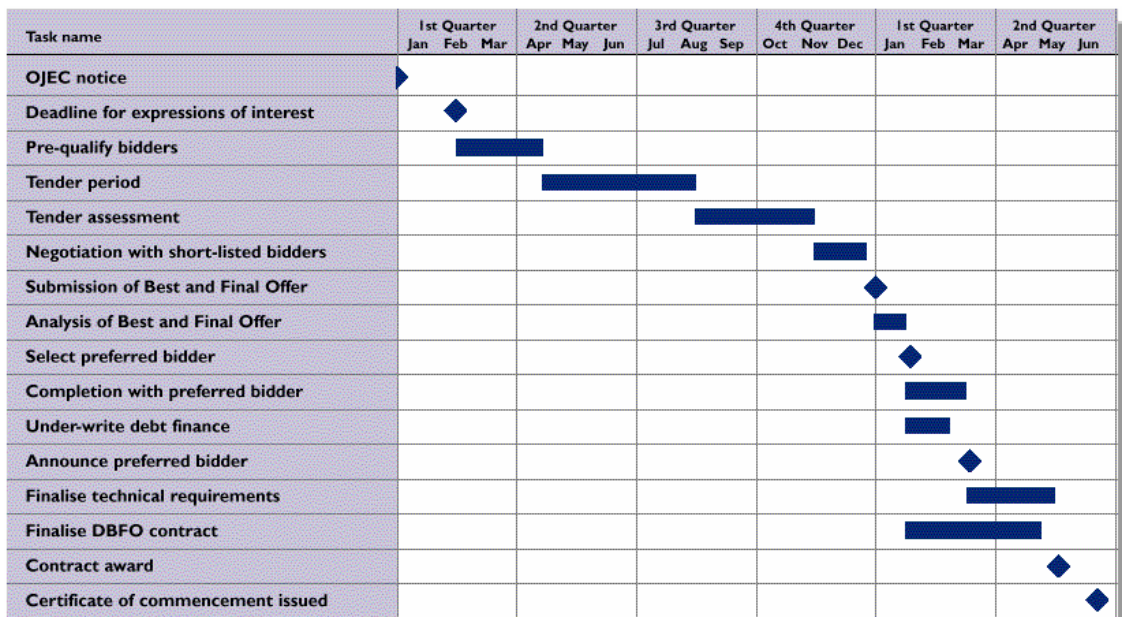 Task name
1st Quarter 2nd Quarter 3rd Quarter 4th Quarter 1st Quarter 2nd Quarter
Jan Feb Mar Apr May Jun Jul Aug Sep Oct Nov Dec Jan Feb Mar Apr May Jun
OJEC notice
Deadline for expressions of interest
Pre-qualify bidders
Tender period
Tender assessment
Negotiation with short-listed bidders
Submission of Best and Final Offer
Analysis of Best and Final Offer
Select preferred bidder
Completion with preferred bidder
Under-write debt finance
Announce preferred bidder
Finalise technical requirements
Finalise DBFO contract
Contract award
Certificate of commencement issued